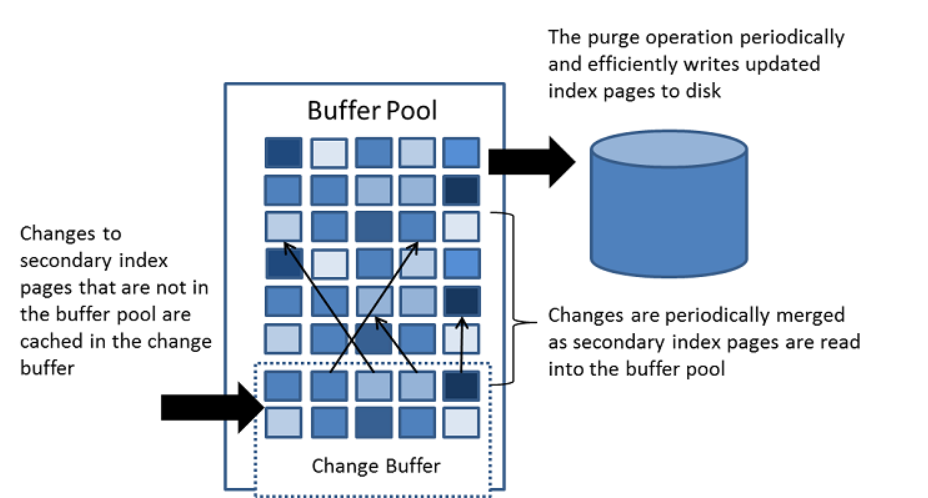 The purge operation periodically
and efficiently writes updated
index pages to disk
Buffer Pool
Changes to
secondary index
pages that are not in
the buffer pool are
cached in the change
buffer
Changes are periodically merged
as secondary index pages are read
into the buffer pool
Change Buffer